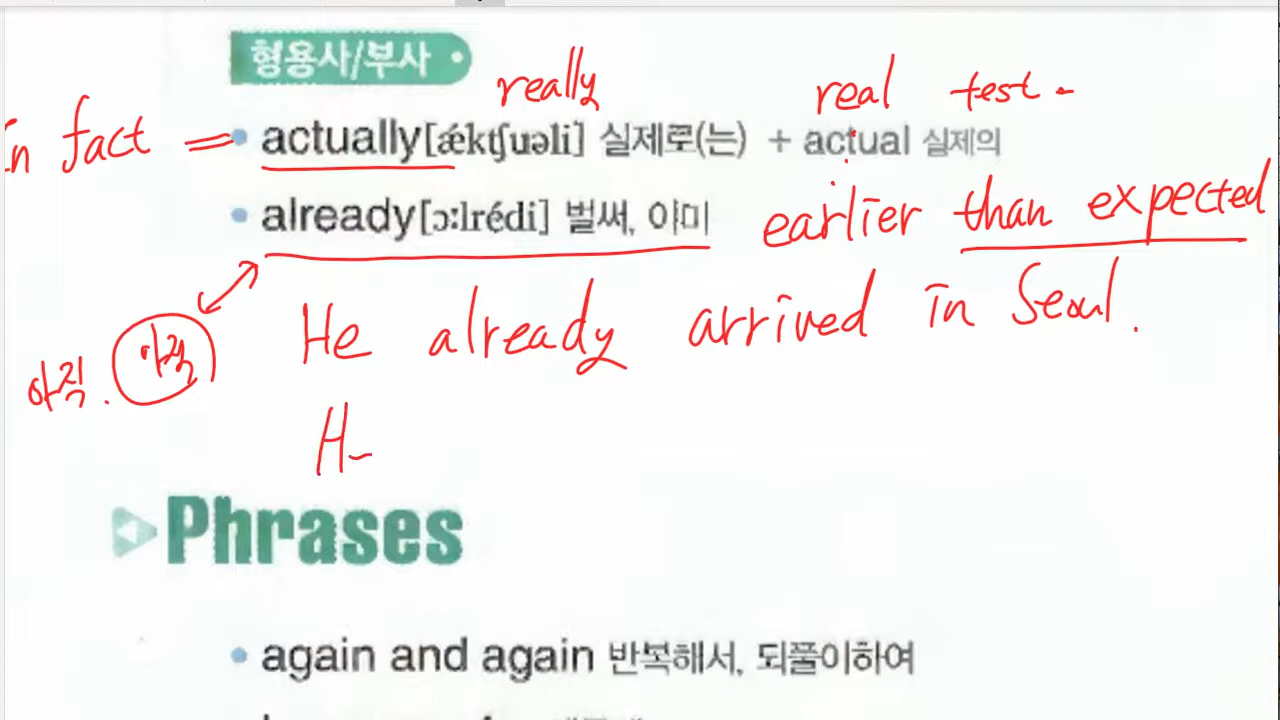 형용사/부사
really real test.
in fact = actually[ǽktʃuəli] 실제로(는) + actual 실제의
already[ɔːlrédi] 벌써, 이미 earlier than expected
He already arrived in Seoul.
아직. 아직
H
Phrases
again and again 반복해서, 되풀이하여